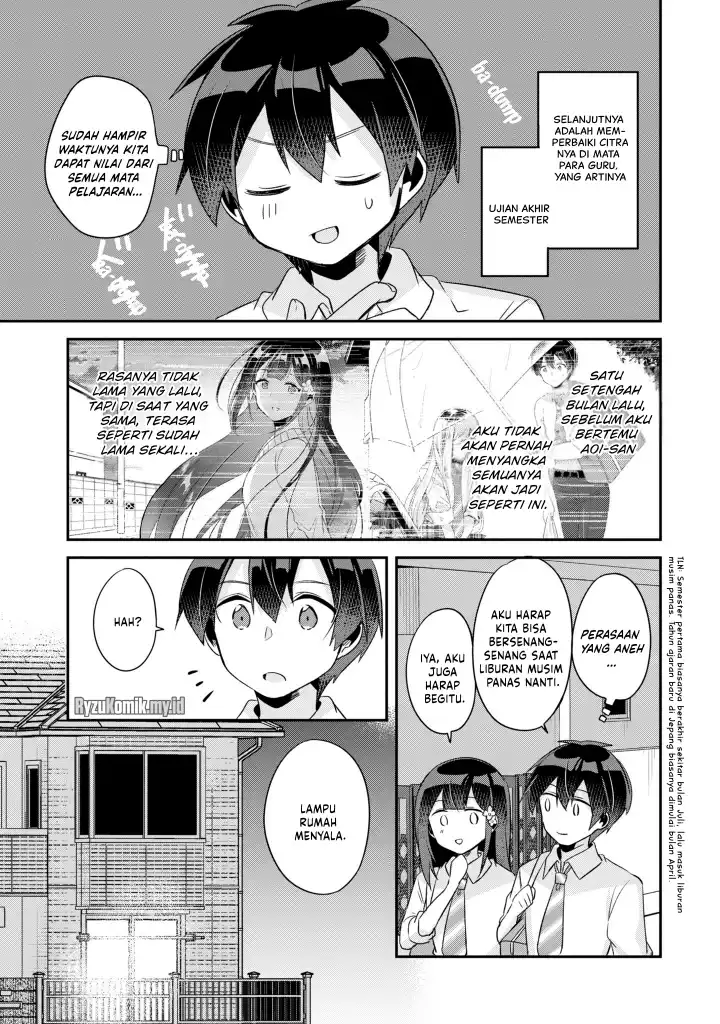 SELANJUTNYA
ADALAH MEM-
PERBAIKI CITRA
NYA DI MATA
PARA GURU,
YANG ARTINYA
UJIAN AKHIR
SEMESTER
ba-dump
SUDAH HAMPIR
WAKTUNYA KITA
DAPAT NILAI DARI
SEMUA MATA
PELAJARAN...
SATU
SETENGAH
BULAN LALU,
SEBELUM AKU
BERTEMU
AOI-SAN
AKU TIDAK
AKAN PERNAH
MENYANGKA
SEMUANYA
AKAN JADI
SEPERTI INI.
RASANYA TIDAK
LAMA YANG LALU,
TAPI DI SAAT YANG
SAMA, TERASA
SEPERTI SUDAH
LAMA SEKALI...
TLN: Semester pertama biasanya berakhir sekitar bulan Juli, lalu masuk liburan
musim panas. Tahun ajaran baru di Jepang biasanya dimulai bulan April.
PERASAAN
YANG ANEH
...
AKU HARAP
KITA BISA
BERSENANG-
SENANG SAAT
LIBURAN MUSIM
PANAS NANTI.
IYA, AKU
JUGA
HARAP
BEGITU.
HAH?
RyzuKomik.my.id
LAMPU
RUMAH
MENYALA.